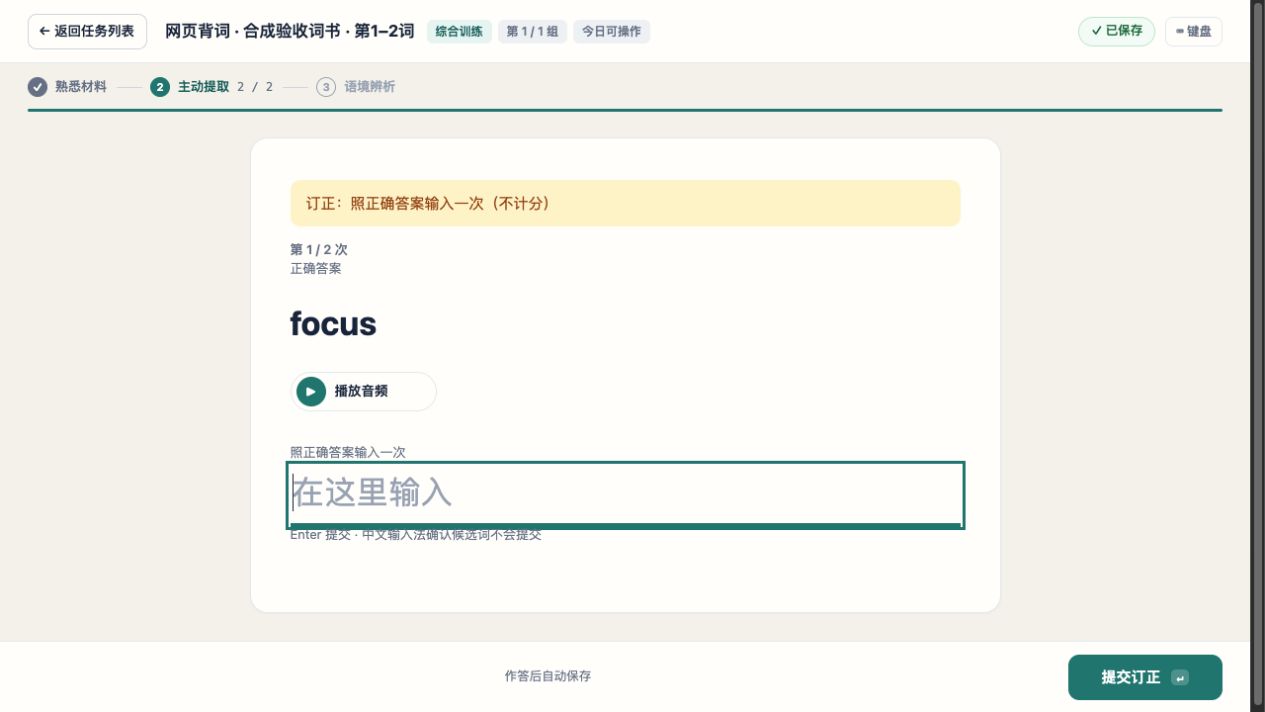 ← 返回任务列表 网页背词 · 合成验收词书 · 第1–2词 综合训练 第 1 / 1 组 今日可操作 ✓ 已保存 ⌨ 键盘
✓ 熟悉材料 2 主动提取 2 / 2 3 语境辨析
订正：照正确答案输入一次（不计分）
第 1 / 2 次
正确答案
focus
播放音频
照正确答案输入一次
在这里输入
Enter 提交 · 中文输入法确认候选词不会提交
作答后自动保存
提交订正 ↵